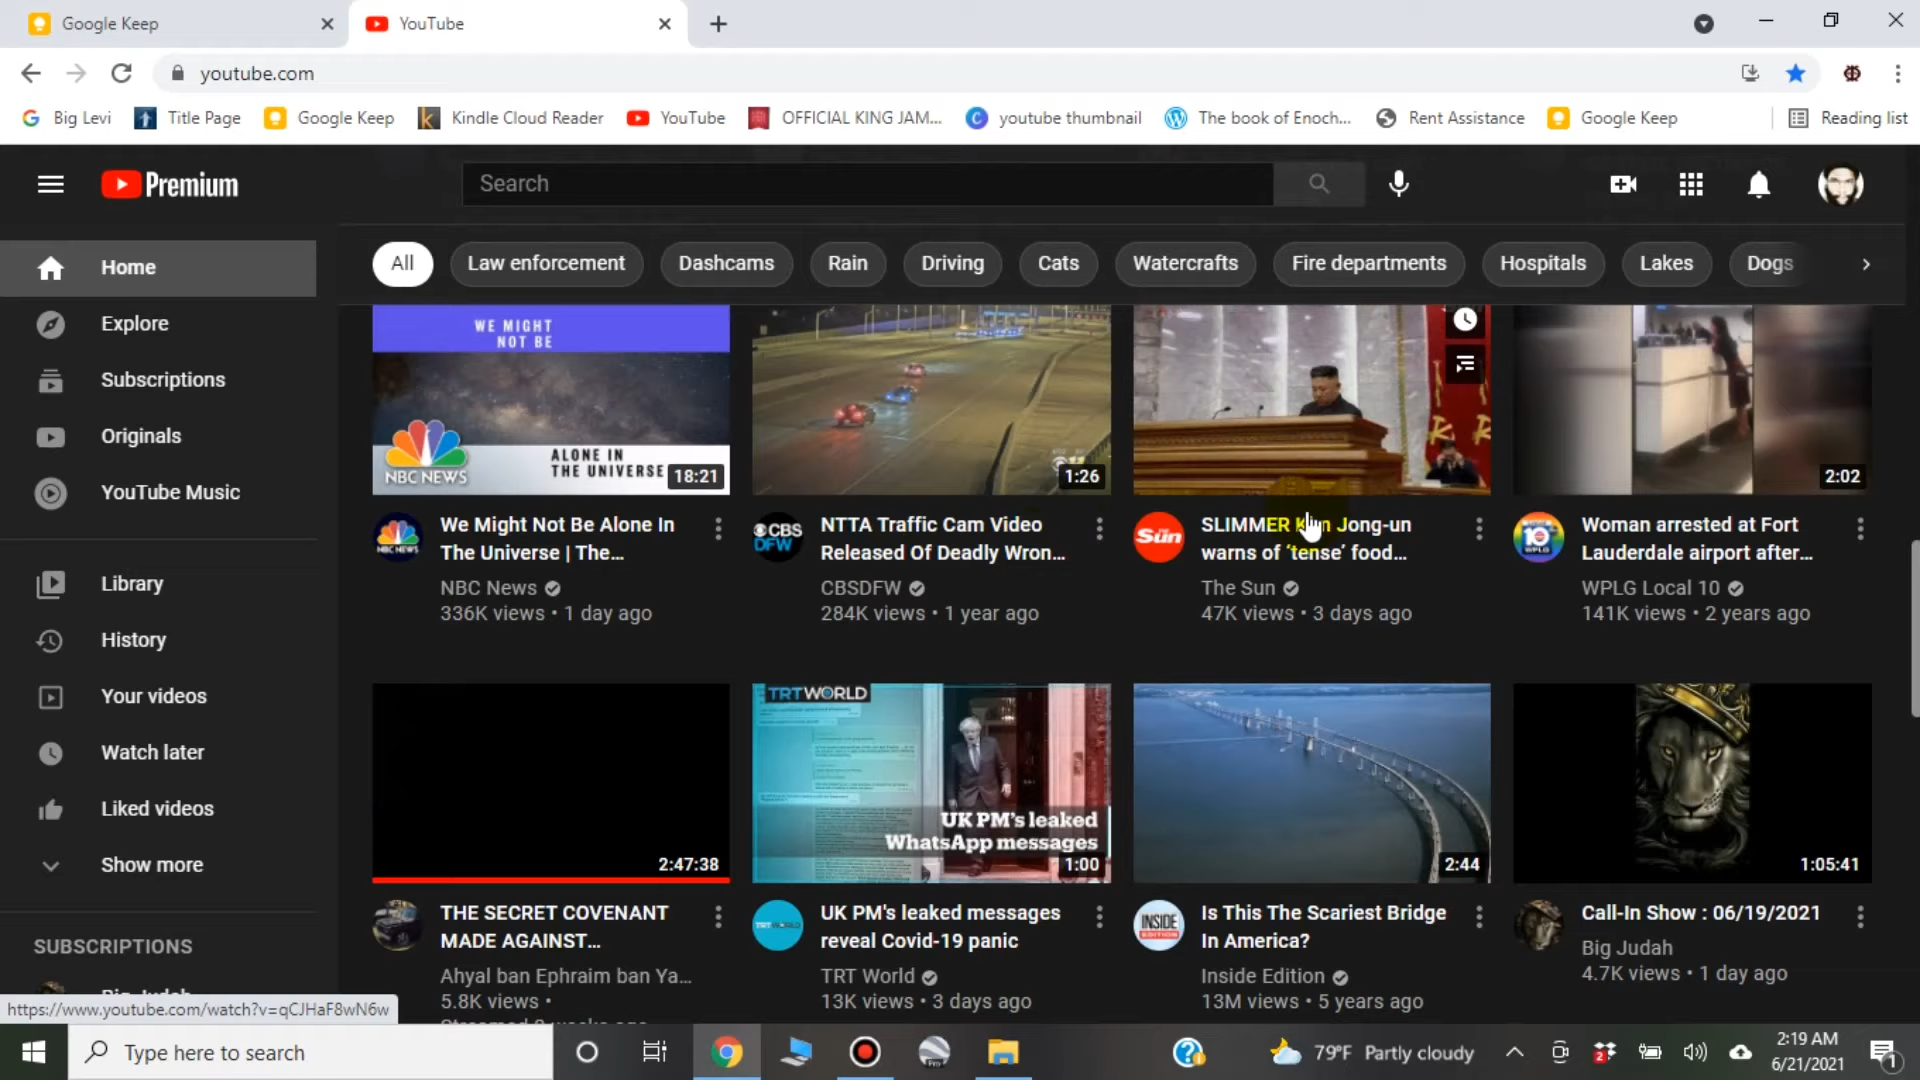 Google Keep
YouTube
youtube.com
Big Levi
Title Page
Google Keep
Kindle Cloud Reader
YouTube
OFFICIAL KING JAM...
youtube thumbnail
The book of Enoch...
Rent Assistance
Google Keep
Reading list
Premium
Search
Home
Explore
Subscriptions
Originals
YouTube Music
Library
History
Your videos
Watch later
Liked videos
Show more
SUBSCRIPTIONS
All
Law enforcement
Dashcams
Rain
Driving
Cats
Watercrafts
Fire departments
Hospitals
Lakes
Dogs
WE MIGHT
NOT BE
ALONE IN
THE UNIVERSE
NBC NEWS
18:21
We Might Not Be Alone In
The Universe | The...
NBC News
336K views • 1 day ago
1:26
CBS
DFW
NTTA Traffic Cam Video
Released Of Deadly Wron...
CBSDFW
284K views • 1 year ago
Sun
SLIMMER Jong-un
warns of 'tense' food...
The Sun
47K views • 3 days ago
2:02
10
WPLG
Woman arrested at Fort
Lauderdale airport after...
WPLG Local 10
141K views • 2 years ago
2:47:38
THE SECRET COVENANT
MADE AGAINST...
Ahyal ban Ephraim ban Ya...
5.8K views •
TRT WORLD
UK PM's leaked
WhatsApp messages
1:00
UK PM's leaked messages
reveal Covid-19 panic
TRT World
13K views • 3 days ago
2:44
INSIDE
EDITION
Is This The Scariest Bridge
In America?
Inside Edition
13M views • 5 years ago
1:05:41
Call-In Show : 06/19/2021
Big Judah
4.7K views • 1 day ago
https://www.youtube.com/watch?v=qCJHaF8wN6w
Type here to search
79°F Partly cloudy
2:19 AM
6/21/2021